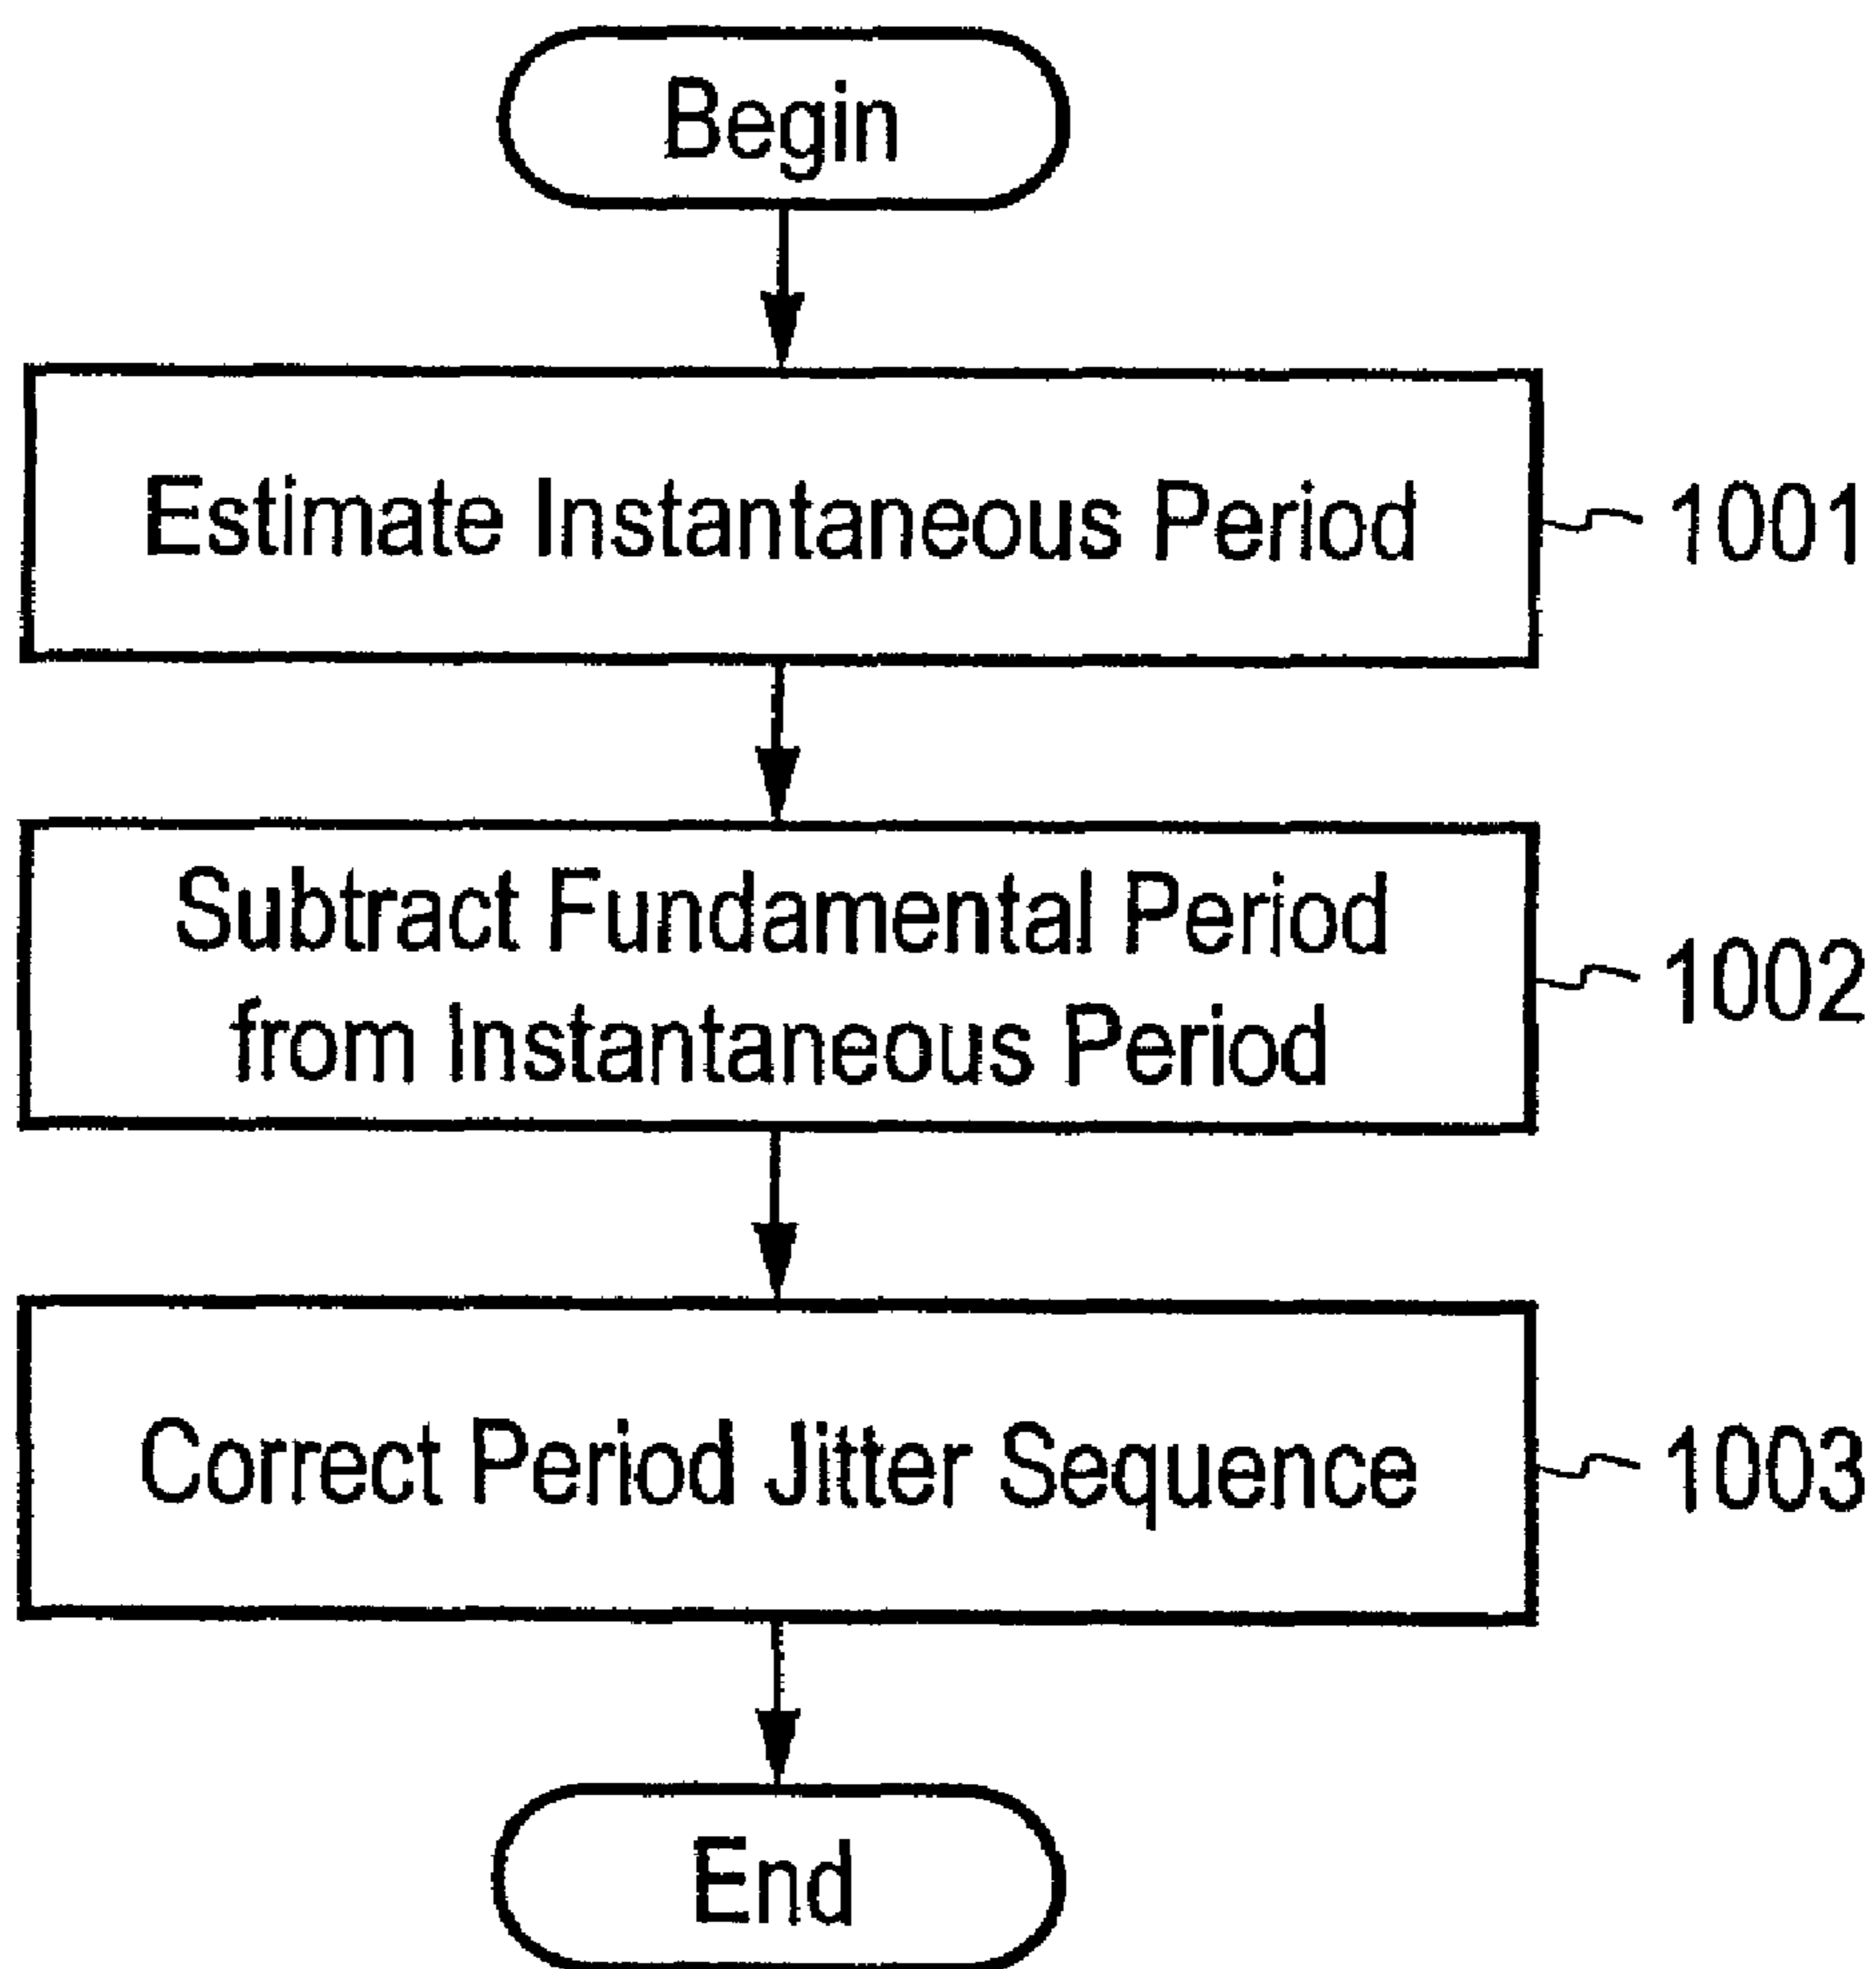 Begin
Estimate Instantaneous Period
1001
Subtract Fundamental Period
from Instantaneous Period
1002
Correct Period Jitter Sequence
1003
End